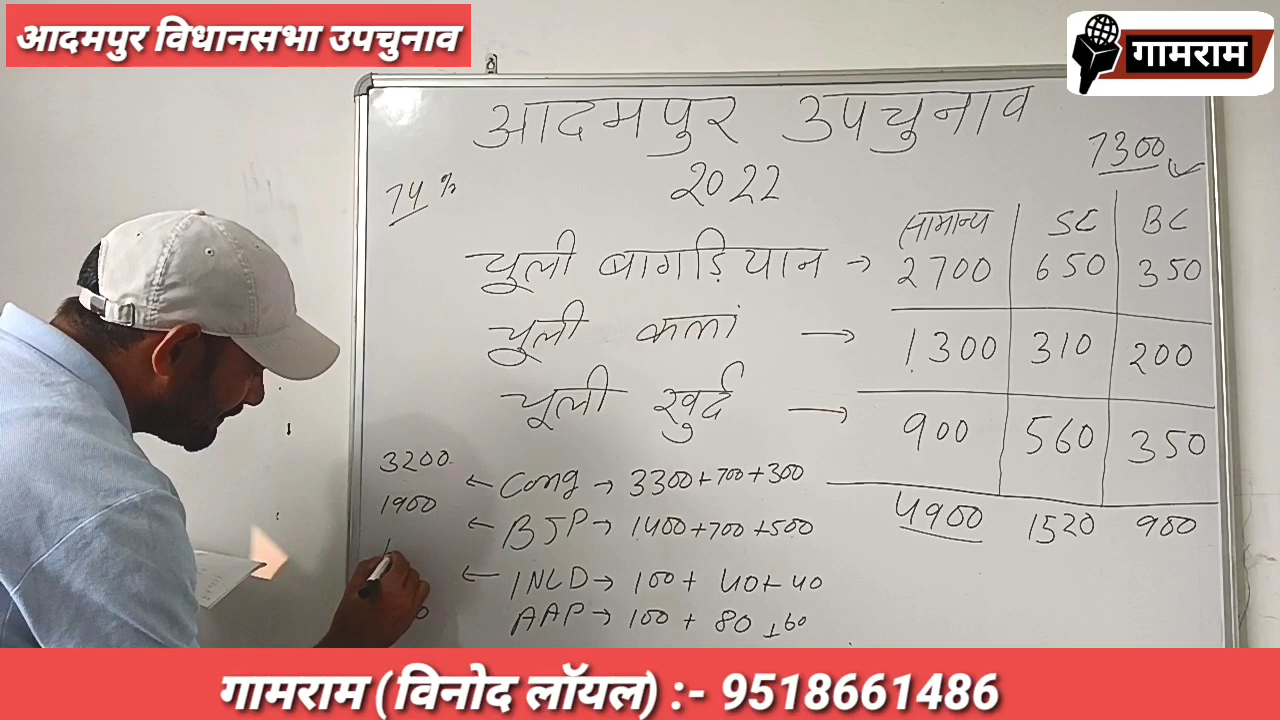 आदमपुर विधानसभा उपचुनाव
गामराम
आदमपुर उपचुनाव
2022
7300
74 %
सामान्य SC BC
चूली बागड़ियान → 2700 650 350
चूली कलां → 1300 310 200
चूली खुर्द → 900 560 350
4900 1520 900
3200 ← Cong → 3300+700+300
1900 ← BJP → 1400+700+500
← INLD → 100 + 40+ 40
AAP → 100 + 80 +60
गामराम (विनोद लॉयल) :- 9518661486